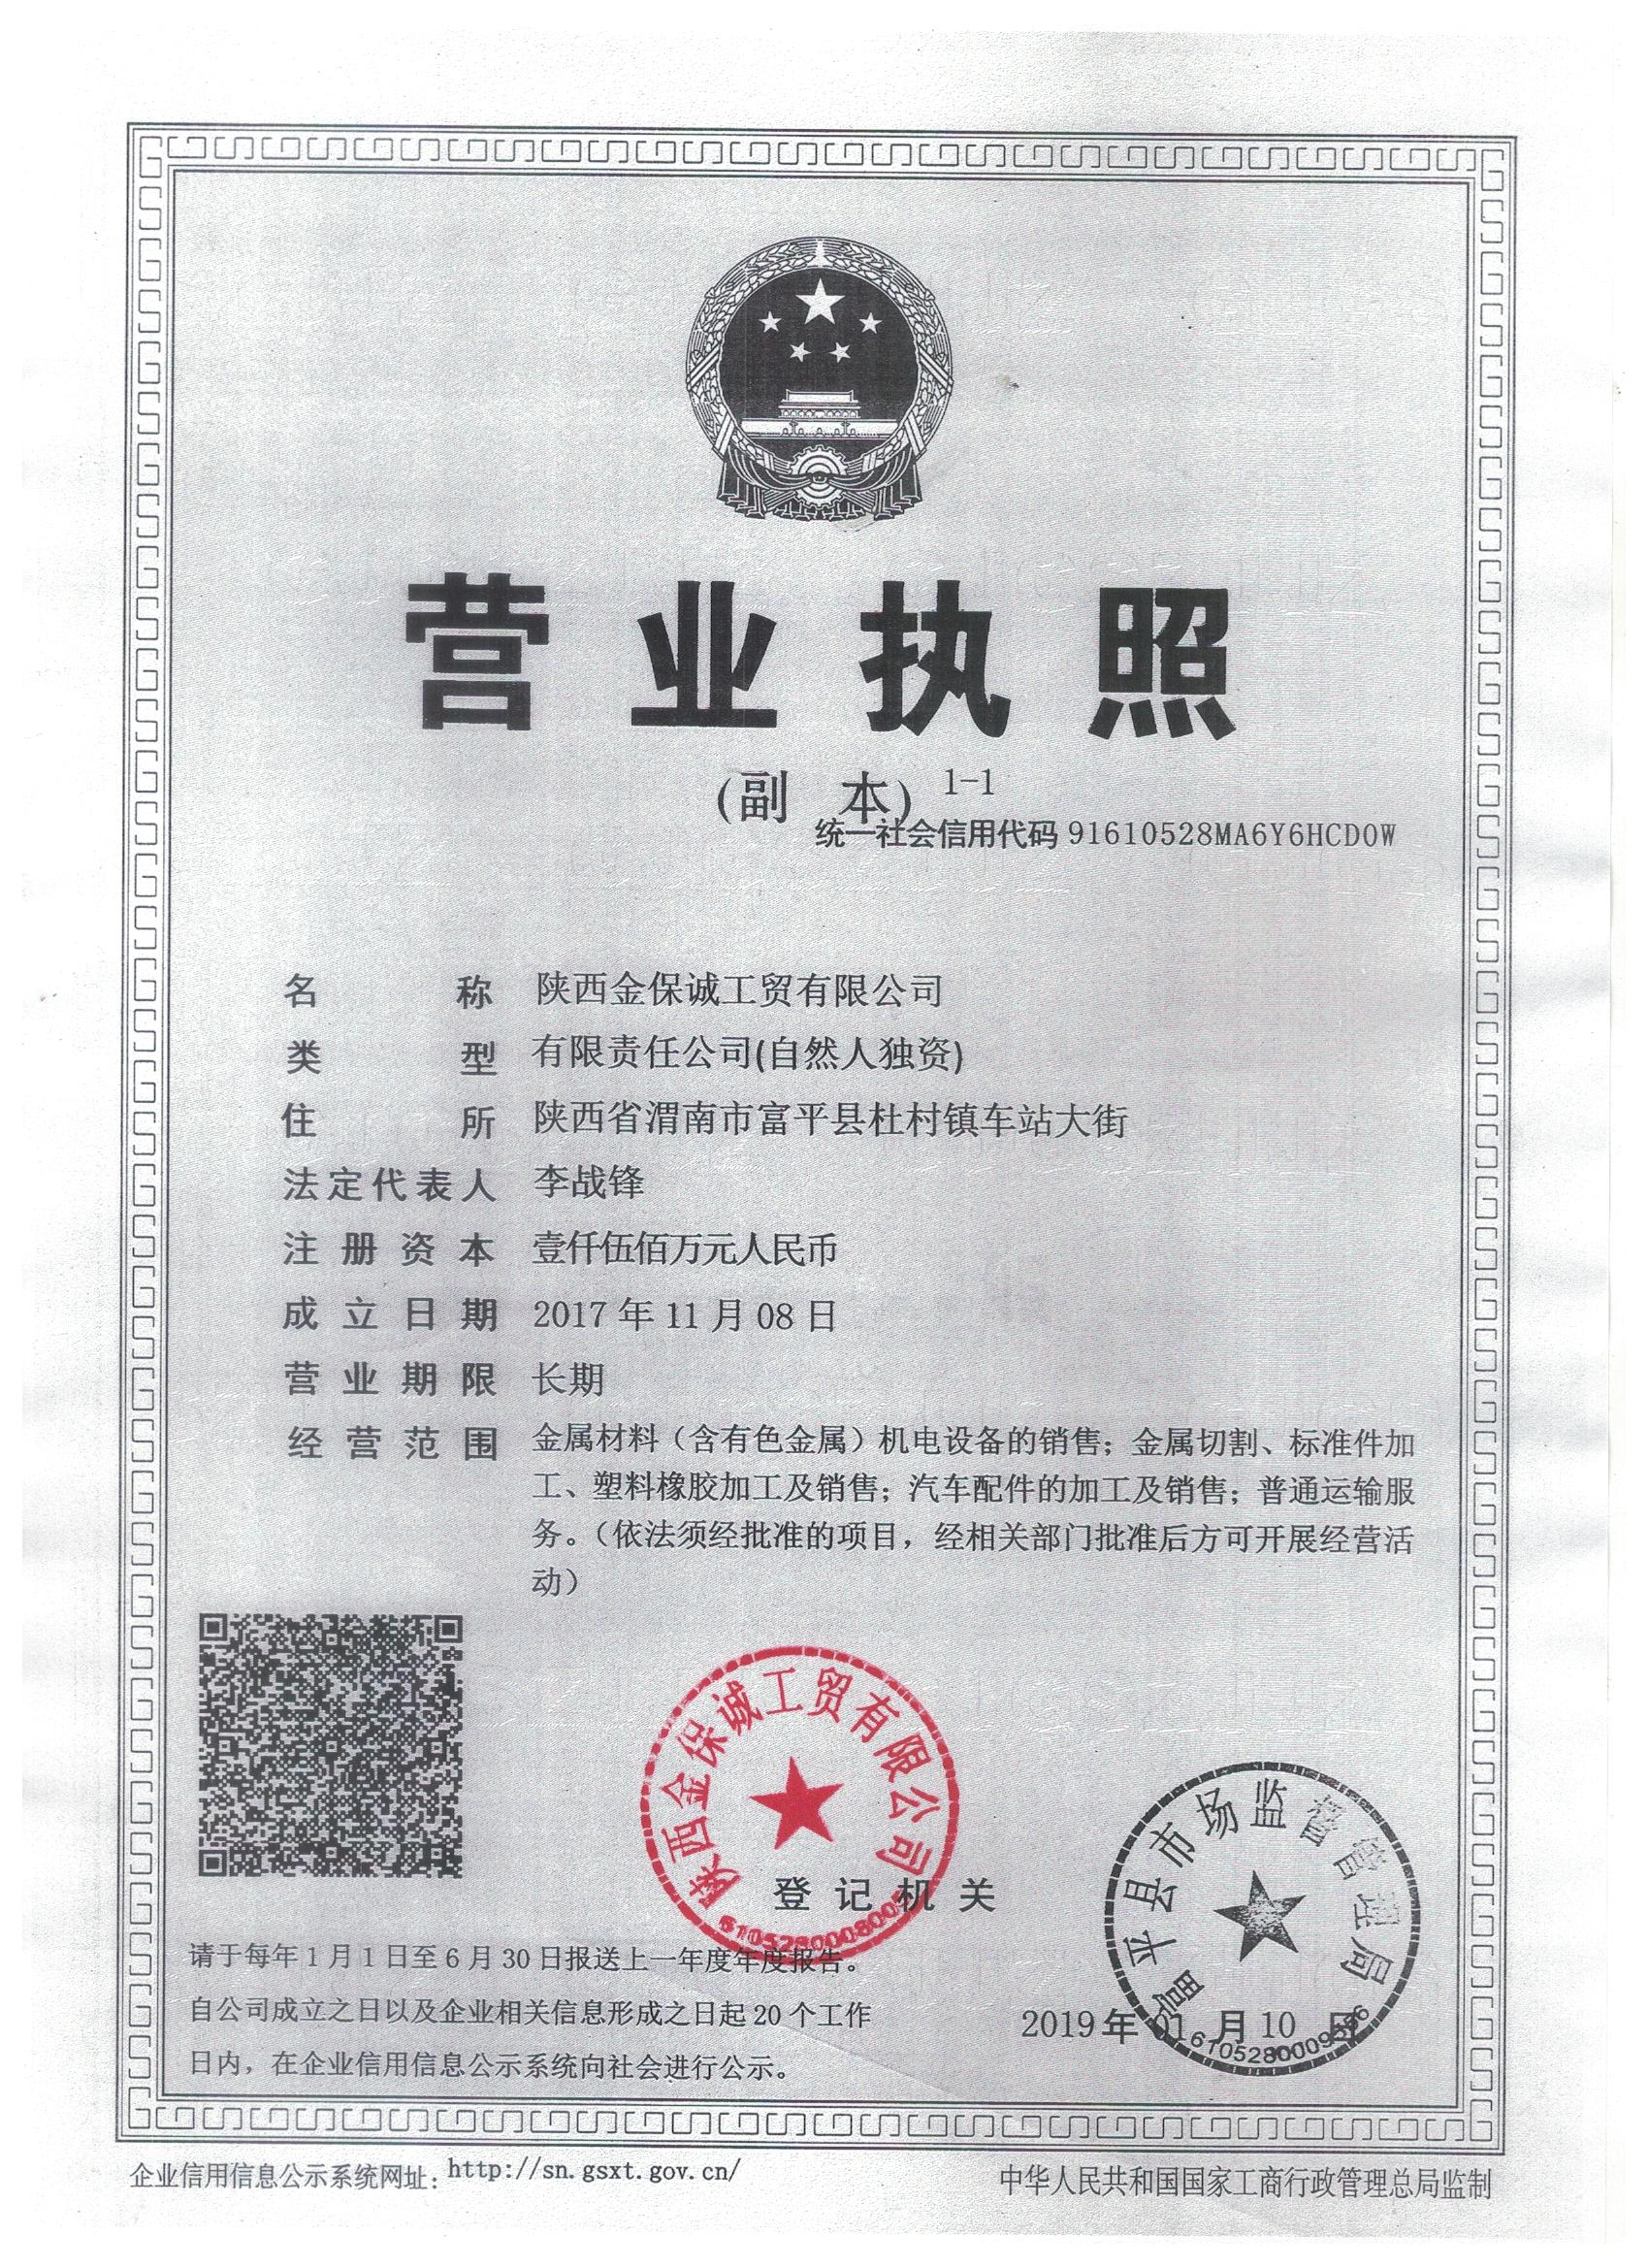 营业执照
(副 本) 1-1
统一社会信用代码 91610528MA6Y6HCD0W
名 称 陕西金保诚工贸有限公司
类 型 有限责任公司(自然人独资)
住 所 陕西省渭南市富平县杜村镇车站大街
法定代表人 李战锋
注册资本 壹仟伍佰万元人民币
成立日期 2017 年 11 月 08 日
营业期限 长期
经营范围 金属材料（含有色金属）机电设备的销售；金属切割、标准件加
工、塑料橡胶加工及销售；汽车配件的加工及销售；普通运输服
务。（依法须经批准的项目，经相关部门批准后方可开展经营活
动）
陕西金保诚工贸有限公司
富平县市场监督管理局
登记机关
请于每年1月1日至6月30日报送上一年度年度报告。
自公司成立之日以及企业相关信息形成之日起20个工作
日内，在企业信用信息公示系统向社会进行公示。
2019 年 01 月 10 日
企业信用信息公示系统网址：http://sn.gsxt.gov.cn/
中华人民共和国国家工商行政管理总局监制